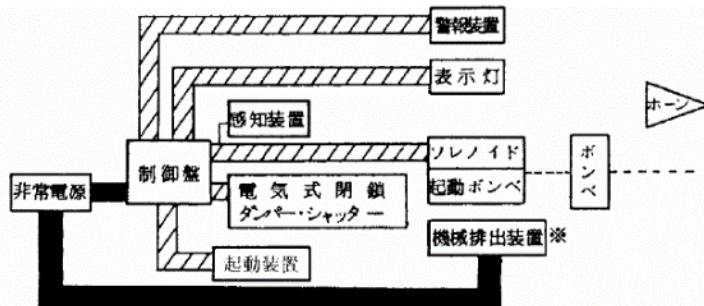 警報装置
表示灯
ホーン
感知装置
制御盤
ソレノイド
起動ボンベ
ボンベ
非常電源
電気式閉鎖
ダンパー・シャッター
機械排出装置※
起動装置